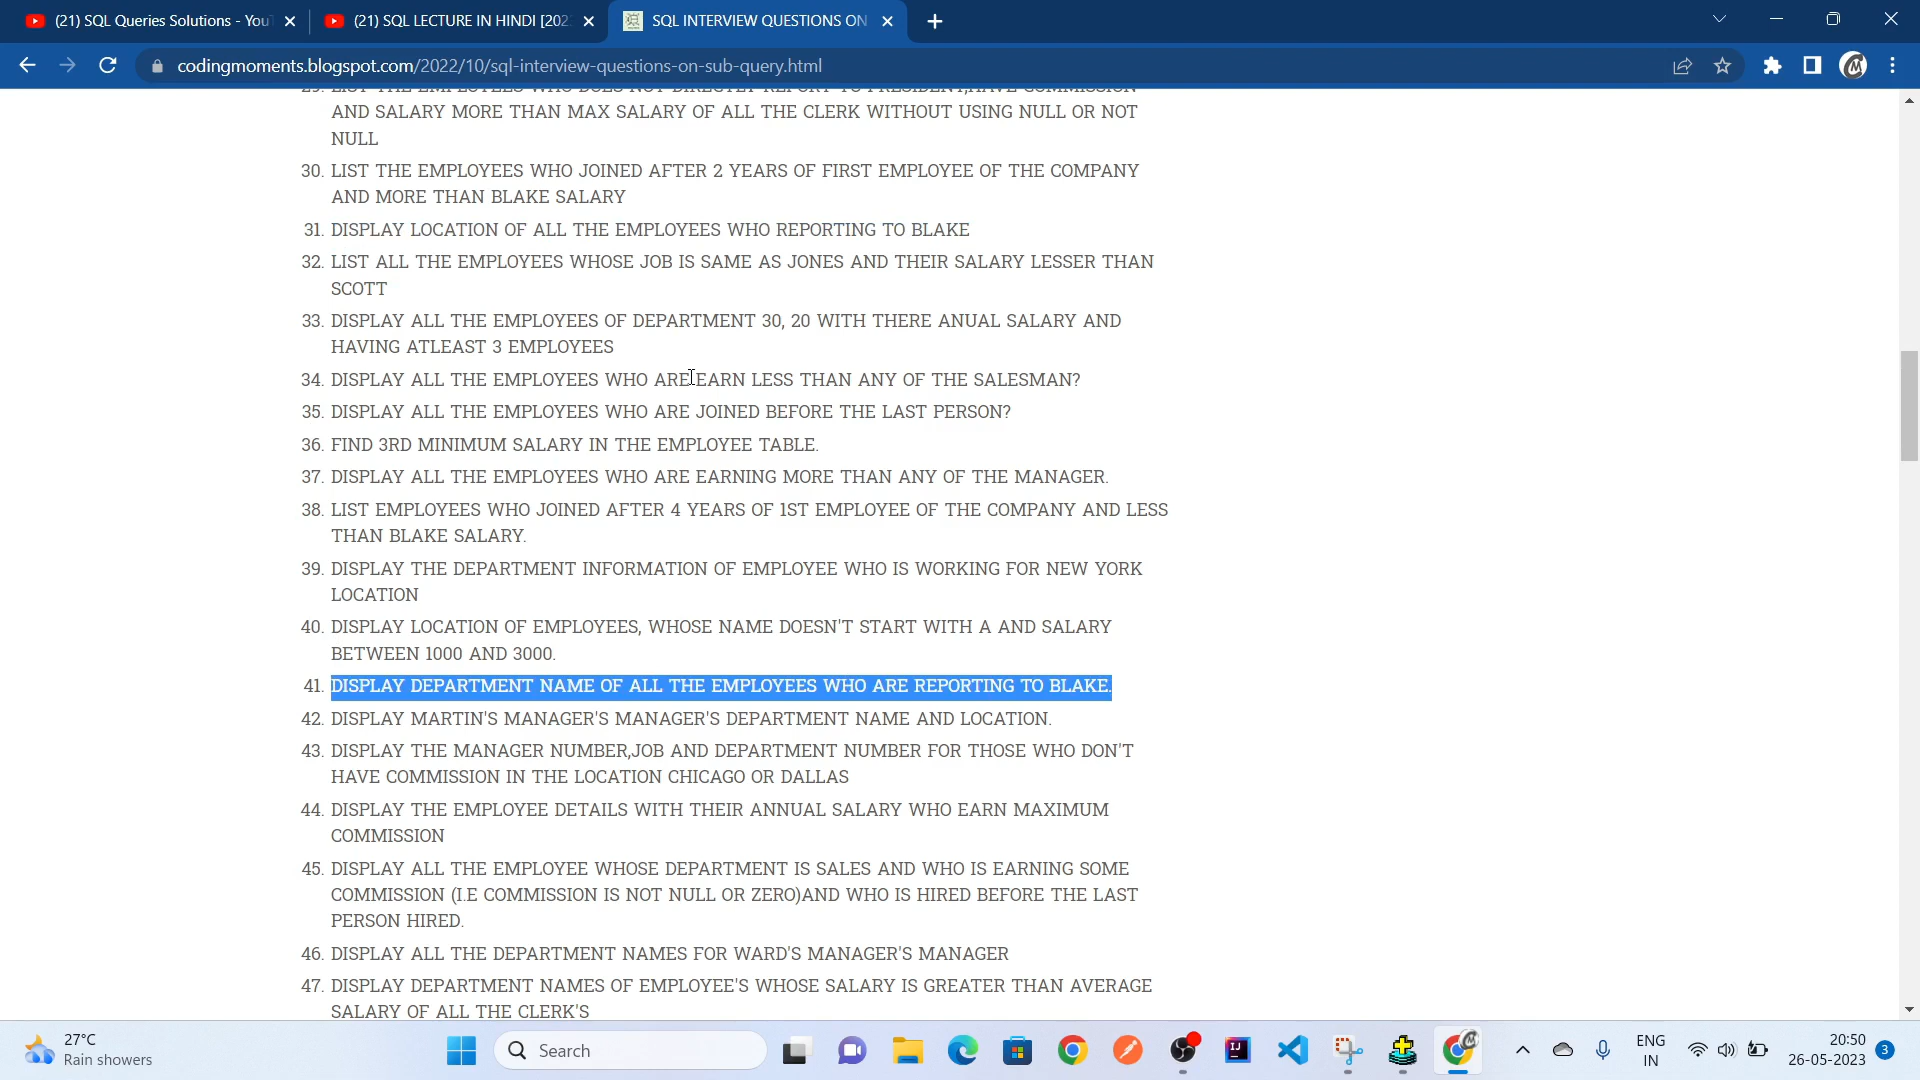 (21) SQL Queries Solutions - You
(21) SQL LECTURE IN HINDI [202
SQL INTERVIEW QUESTIONS ON
codingmoments.blogspot.com/2022/10/sql-interview-questions-on-sub-query.html
29. LIST THE EMPLOYEES WHO DOES NOT DIRECTLY REPORT TO PRESIDENT,HAVE COMMISSION
AND SALARY MORE THAN MAX SALARY OF ALL THE CLERK WITHOUT USING NULL OR NOT
NULL
30. LIST THE EMPLOYEES WHO JOINED AFTER 2 YEARS OF FIRST EMPLOYEE OF THE COMPANY
AND MORE THAN BLAKE SALARY
31. DISPLAY LOCATION OF ALL THE EMPLOYEES WHO REPORTING TO BLAKE
32. LIST ALL THE EMPLOYEES WHOSE JOB IS SAME AS JONES AND THEIR SALARY LESSER THAN
SCOTT
33. DISPLAY ALL THE EMPLOYEES OF DEPARTMENT 30, 20 WITH THERE ANUAL SALARY AND
HAVING ATLEAST 3 EMPLOYEES
34. DISPLAY ALL THE EMPLOYEES WHO ARE EARN LESS THAN ANY OF THE SALESMAN?
35. DISPLAY ALL THE EMPLOYEES WHO ARE JOINED BEFORE THE LAST PERSON?
36. FIND 3RD MINIMUM SALARY IN THE EMPLOYEE TABLE.
37. DISPLAY ALL THE EMPLOYEES WHO ARE EARNING MORE THAN ANY OF THE MANAGER.
38. LIST EMPLOYEES WHO JOINED AFTER 4 YEARS OF 1ST EMPLOYEE OF THE COMPANY AND LESS
THAN BLAKE SALARY.
39. DISPLAY THE DEPARTMENT INFORMATION OF EMPLOYEE WHO IS WORKING FOR NEW YORK
LOCATION
40. DISPLAY LOCATION OF EMPLOYEES, WHOSE NAME DOESN'T START WITH A AND SALARY
BETWEEN 1000 AND 3000.
41. DISPLAY DEPARTMENT NAME OF ALL THE EMPLOYEES WHO ARE REPORTING TO BLAKE.
42. DISPLAY MARTIN'S MANAGER'S MANAGER'S DEPARTMENT NAME AND LOCATION.
43. DISPLAY THE MANAGER NUMBER,JOB AND DEPARTMENT NUMBER FOR THOSE WHO DON'T
HAVE COMMISSION IN THE LOCATION CHICAGO OR DALLAS
44. DISPLAY THE EMPLOYEE DETAILS WITH THEIR ANNUAL SALARY WHO EARN MAXIMUM
COMMISSION
45. DISPLAY ALL THE EMPLOYEE WHOSE DEPARTMENT IS SALES AND WHO IS EARNING SOME
COMMISSION (I.E COMMISSION IS NOT NULL OR ZERO)AND WHO IS HIRED BEFORE THE LAST
PERSON HIRED.
46. DISPLAY ALL THE DEPARTMENT NAMES FOR WARD'S MANAGER'S MANAGER
47. DISPLAY DEPARTMENT NAMES OF EMPLOYEE'S WHOSE SALARY IS GREATER THAN AVERAGE
SALARY OF ALL THE CLERK'S
27°C
Rain showers
Search
ENG
IN
20:50
26-05-2023
3